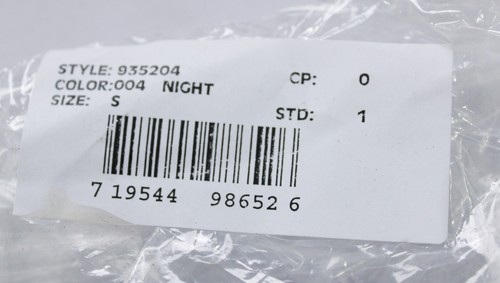 STYLE: 935204
COLOR:004 NIGHT CP: 0
SIZE: S STD: 1
7 19544 98652 6